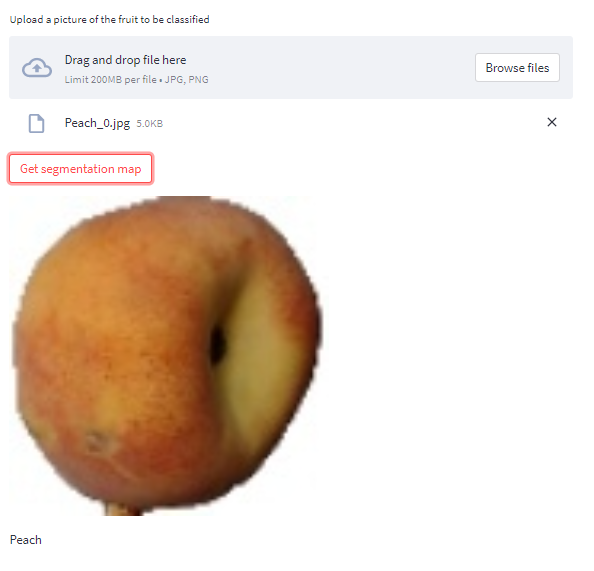 Upload a picture of the fruit to be classified
Drag and drop file here
Limit 200MB per file • JPG, PNG
Browse files
Peach_0.jpg 5.0KB
Get segmentation map
Peach